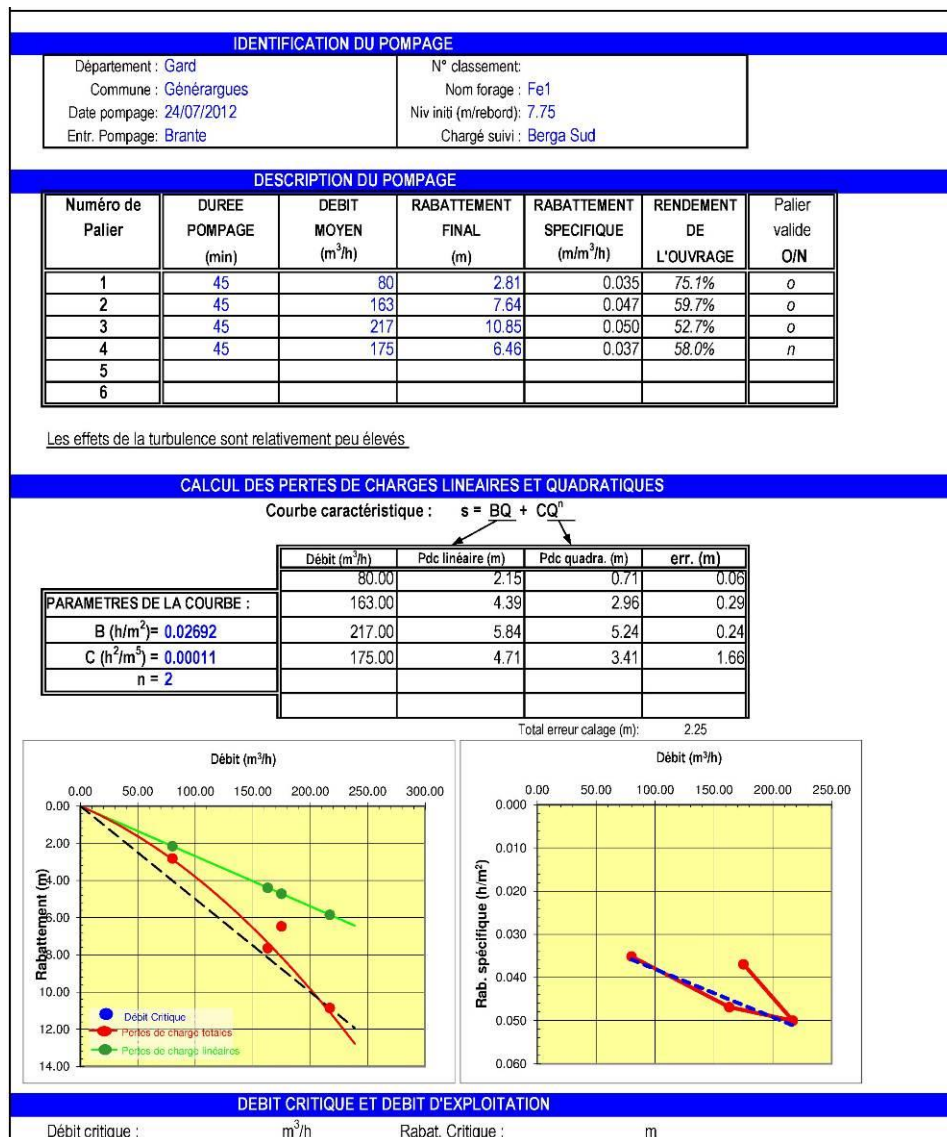 IDENTIFICATION DU POMPAGE
Département : Gard N° classement:
Commune : Générargues Nom forage : Fe1
Date pompage: 24/07/2012 Niv initi (m/rebord): 7.75
Entr. Pompage: Brante Chargé suivi : Berga Sud
DESCRIPTION DU POMPAGE
Numéro de DUREE DEBIT RABATTEMENT RABATTEMENT RENDEMENT Palier
Palier POMPAGE MOYEN FINAL SPECIFIQUE DE valide
(min) (m³/h) (m) (m/m³/h) L'OUVRAGE O/N
1 45 80 2.81 0.035 75.1% o
2 45 163 7.64 0.047 59.7% o
3 45 217 10.85 0.050 52.7% o
4 45 175 6.46 0.037 58.0% n
5
6
Les effets de la turbulence sont relativement peu élevés
CALCUL DES PERTES DE CHARGES LINEAIRES ET QUADRATIQUES
Courbe caractéristique : s = BQ + CQⁿ
Débit (m³/h) Pdc linéaire (m) Pdc quadra. (m) err. (m)
80.00 2.15 0.71 0.06
PARAMETRES DE LA COURBE : 163.00 4.39 2.96 0.29
B (h/m²)= 0.02692 217.00 5.84 5.24 0.24
C (h²/m⁵) = 0.00011 175.00 4.71 3.41 1.66
n = 2
Total erreur calage (m): 2.25
Débit (m³/h)
0.00 50.00 100.00 150.00 200.00 250.00 300.00
0.00
2.00
4.00
6.00
8.00
10.00
12.00
14.00
Rabattement (m)
Débit Critique
Pertes de charge totales
Pertes de charge linéaires
Débit (m³/h)
0.00 50.00 100.00 150.00 200.00 250.00
0.000
0.010
0.020
0.030
0.040
0.050
0.060
Rab. spécifique (h/m²)
DEBIT CRITIQUE ET DEBIT D'EXPLOITATION
Débit critique : m³/h Rabat. Critique : m